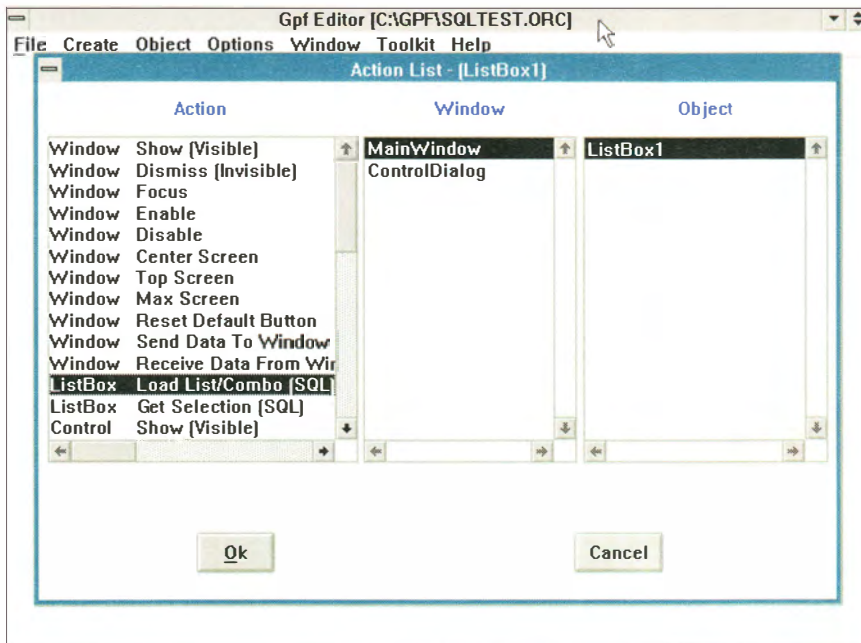 Gpf Editor [C:\GPF\SQLTEST.ORC]
File Create Object Options Window Toolkit Help
Action List - [ListBox1]
Action Window Object
Window Show (Visible)
Window Dismiss (Invisible)
Window Focus
Window Enable
Window Disable
Window Center Screen
Window Top Screen
Window Max Screen
Window Reset Default Button
Window Send Data To Window
Window Receive Data From Wir
ListBox Load List/Combo (SQL)
ListBox Get Selection (SQL)
Control Show (Visible)
MainWindow
ControlDialog
ListBox1
Ok Cancel